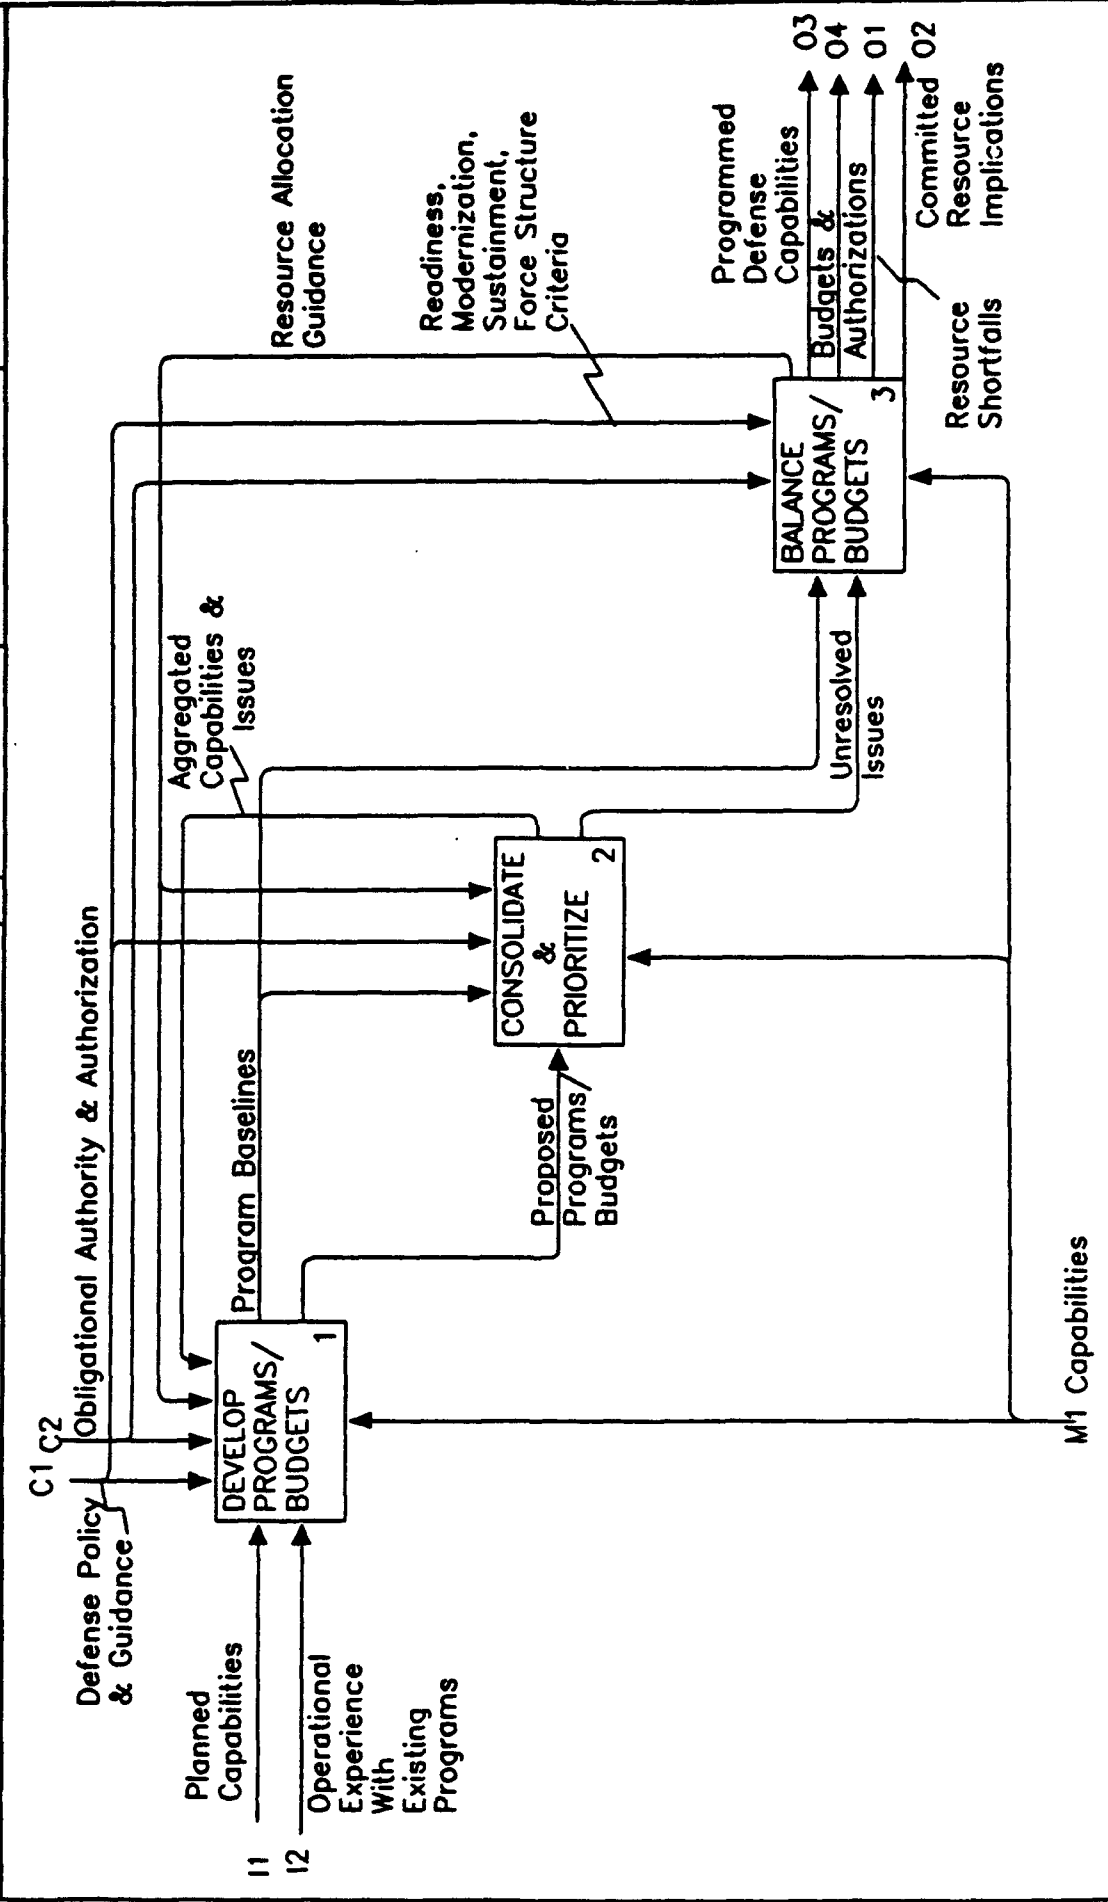 C1 C2
Obligational Authority & Authorization
Defense Policy
& Guidance
Resource Allocation
Guidance
Aggregated
Capabilities &
Issues
Readiness,
Modernization,
Sustainment,
Force Structure
Criteria
Planned
Capabilities
I1
I2
Operational
Experience
With
Existing
Programs
DEVELOP
PROGRAMS/
BUDGETS
1
Program Baselines
Proposed
Programs/
Budgets
CONSOLIDATE
&
PRIORITIZE
2
Unresolved
Issues
BALANCE
PROGRAMS/
BUDGETS
3
Programmed
Defense
Capabilities
O3
Budgets &
Authorizations
O4
O1
O2
Committed
Resource
Implications
Resource
Shortfalls
M1 Capabilities